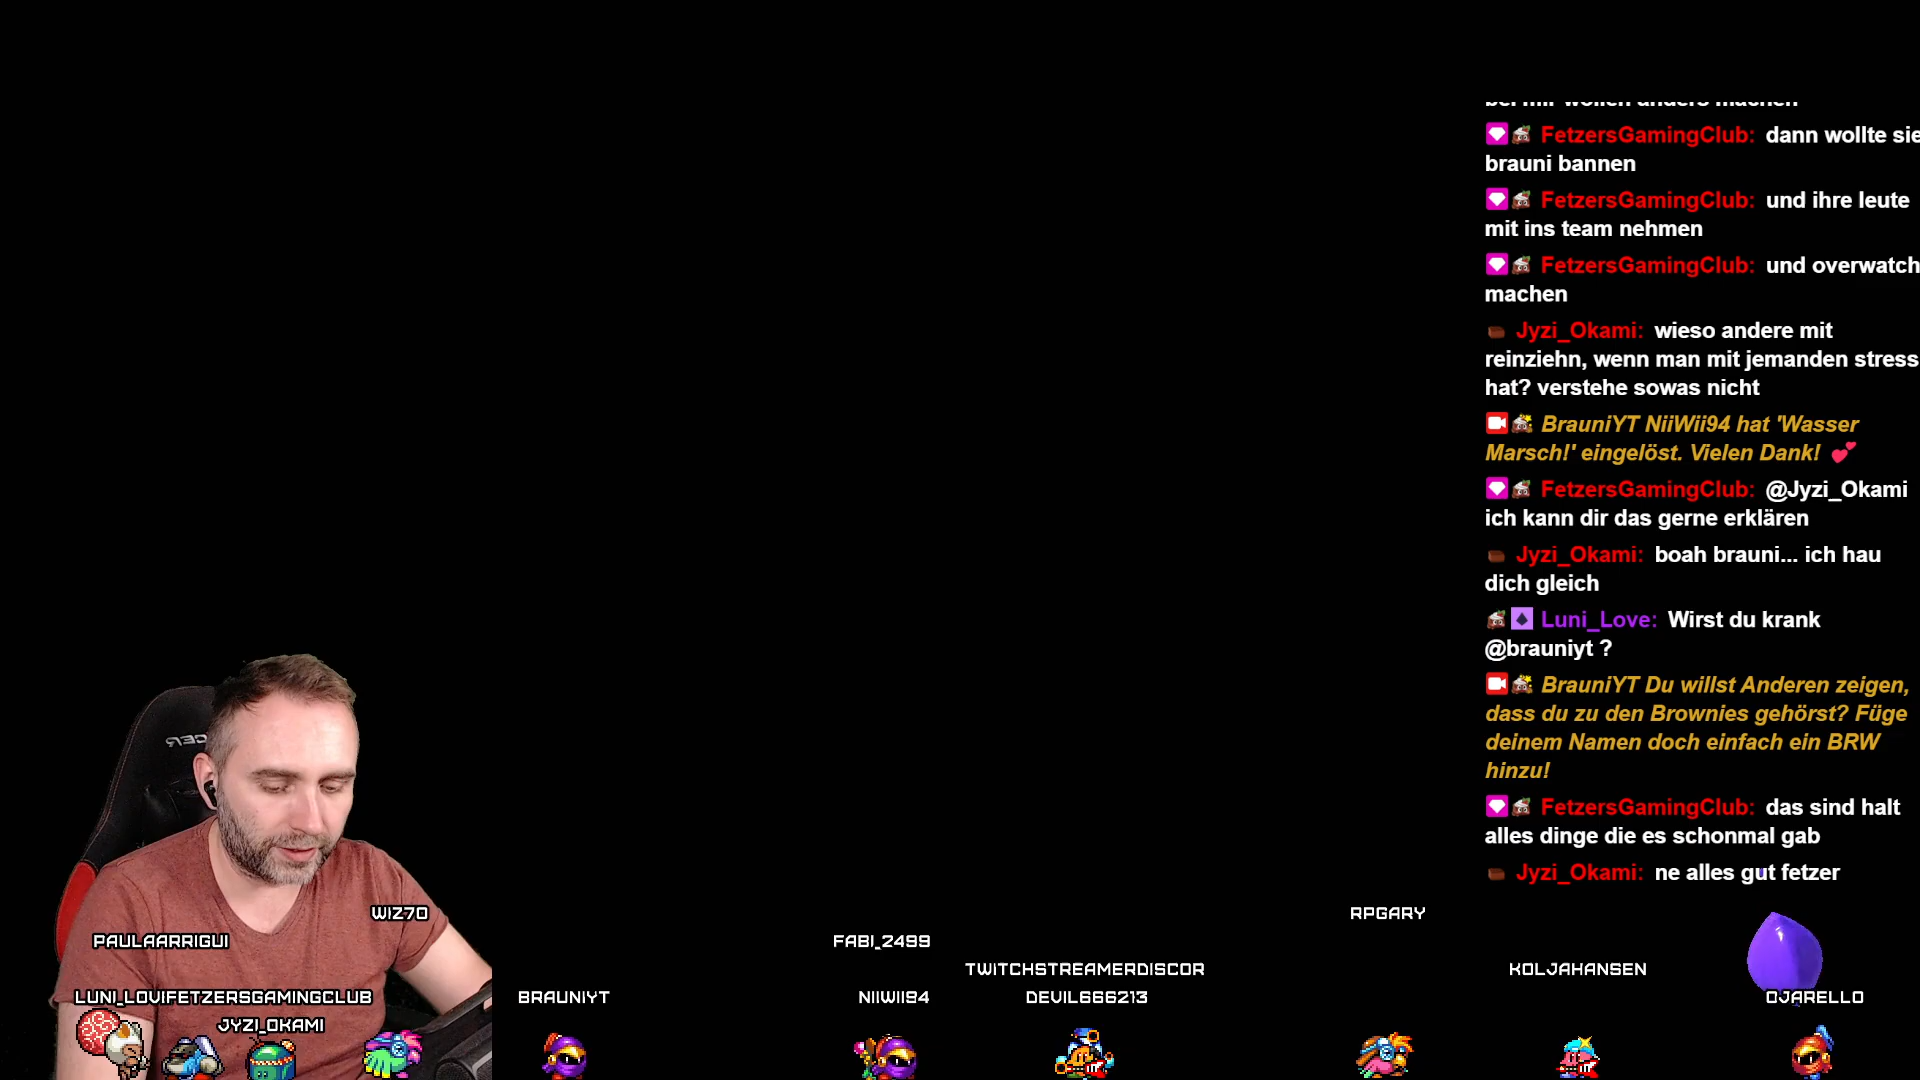 bei mir wollen anders machen
FetzersGamingClub: dann wollte sie
brauni bannen
FetzersGamingClub: und ihre leute
mit ins team nehmen
FetzersGamingClub: und overwatch
machen
Jyzi_Okami: wieso andere mit
reinziehn, wenn man mit jemanden stress
hat? verstehe sowas nicht
BrauniYT NiiWii94 hat 'Wasser
Marsch!' eingelöst. Vielen Dank! 💕
FetzersGamingClub: @Jyzi_Okami
ich kann dir das gerne erklären
Jyzi_Okami: boah brauni... ich hau
dich gleich
Luni_Love: Wirst du krank
@brauniyt ?
BrauniYT Du willst Anderen zeigen,
dass du zu den Brownies gehörst? Füge
deinem Namen doch einfach ein BRW
hinzu!
FetzersGamingClub: das sind halt
alles dinge die es schonmal gab
Jyzi_Okami: ne alles gut fetzer
WIZ70
RPGARY
PAULAARRIGUI
FABI_2499
TWITCHSTREAMERDISCOR
KOLJAHANSEN
LUNI_LOVIFETZERSGAMINGCLUB
BRAUNIYT
NIIWII94
DEVIL666213
OJARELLO
JYZI_OKAMI